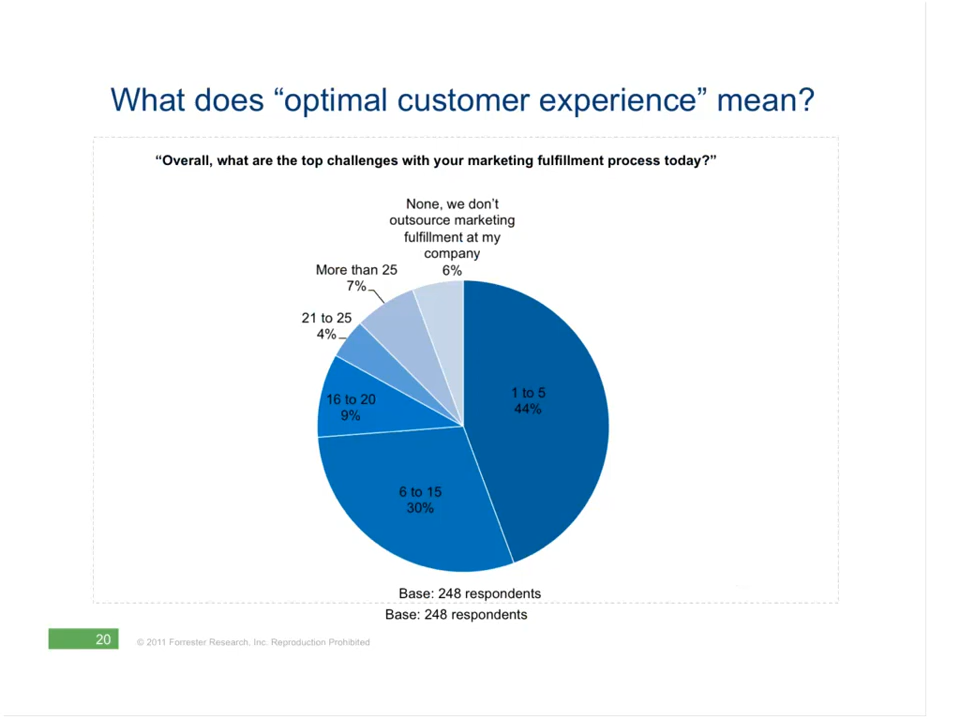 What does “optimal customer experience” mean?
“Overall, what are the top challenges with your marketing fulfillment process today?”
None, we don’t
outsource marketing
fulfillment at my
company
6%
More than 25
7%
21 to 25
4%
16 to 20
9%
1 to 5
44%
6 to 15
30%
Base: 248 respondents
Base: 248 respondents
20
© 2011 Forrester Research, Inc. Reproduction Prohibited